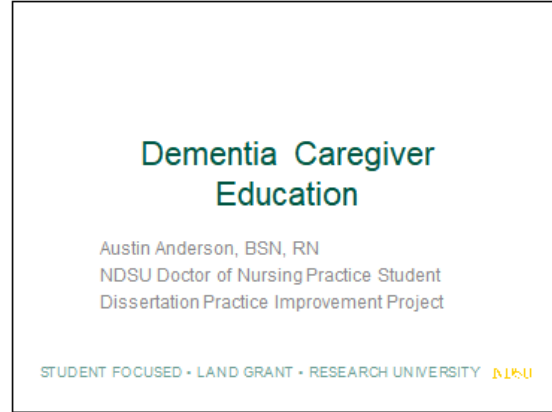 Dementia Caregiver
Education
Austin Anderson, BSN, RN
NDSU Doctor of Nursing Practice Student
Dissertation Practice Improvement Project
STUDENT FOCUSED • LAND GRANT • RESEARCH UNIVERSITY NDSU